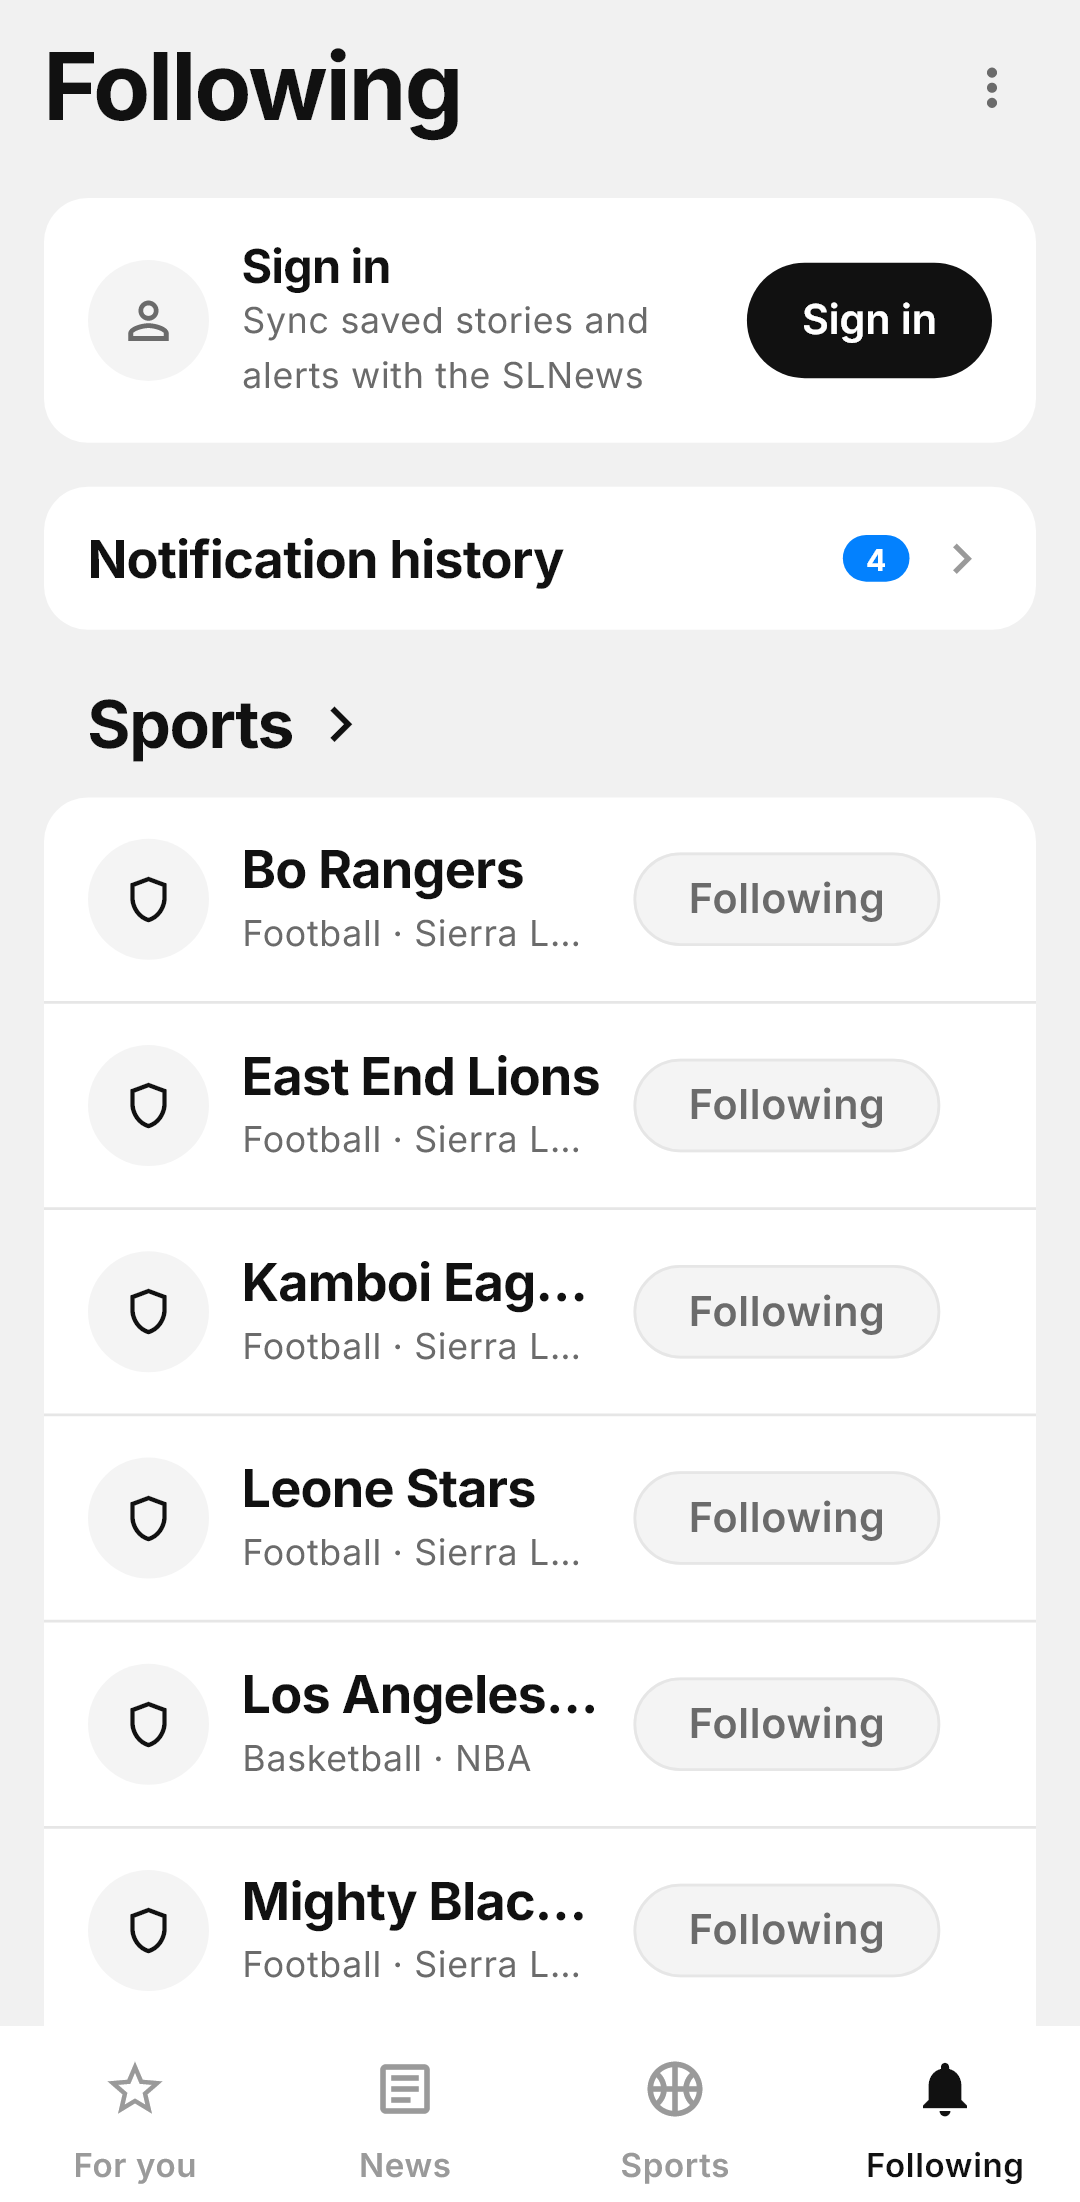 Following
Sign in
Sync saved stories and
alerts with the SLNews
Sign in
Notification history
4
Sports
Bo Rangers
Football · Sierra L...
Following
East End Lions
Football · Sierra L...
Following
Kamboi Eag...
Football · Sierra L...
Following
Leone Stars
Football · Sierra L...
Following
Los Angeles...
Basketball · NBA
Following
Mighty Blac...
Football · Sierra L...
Following
For you
News
Sports
Following